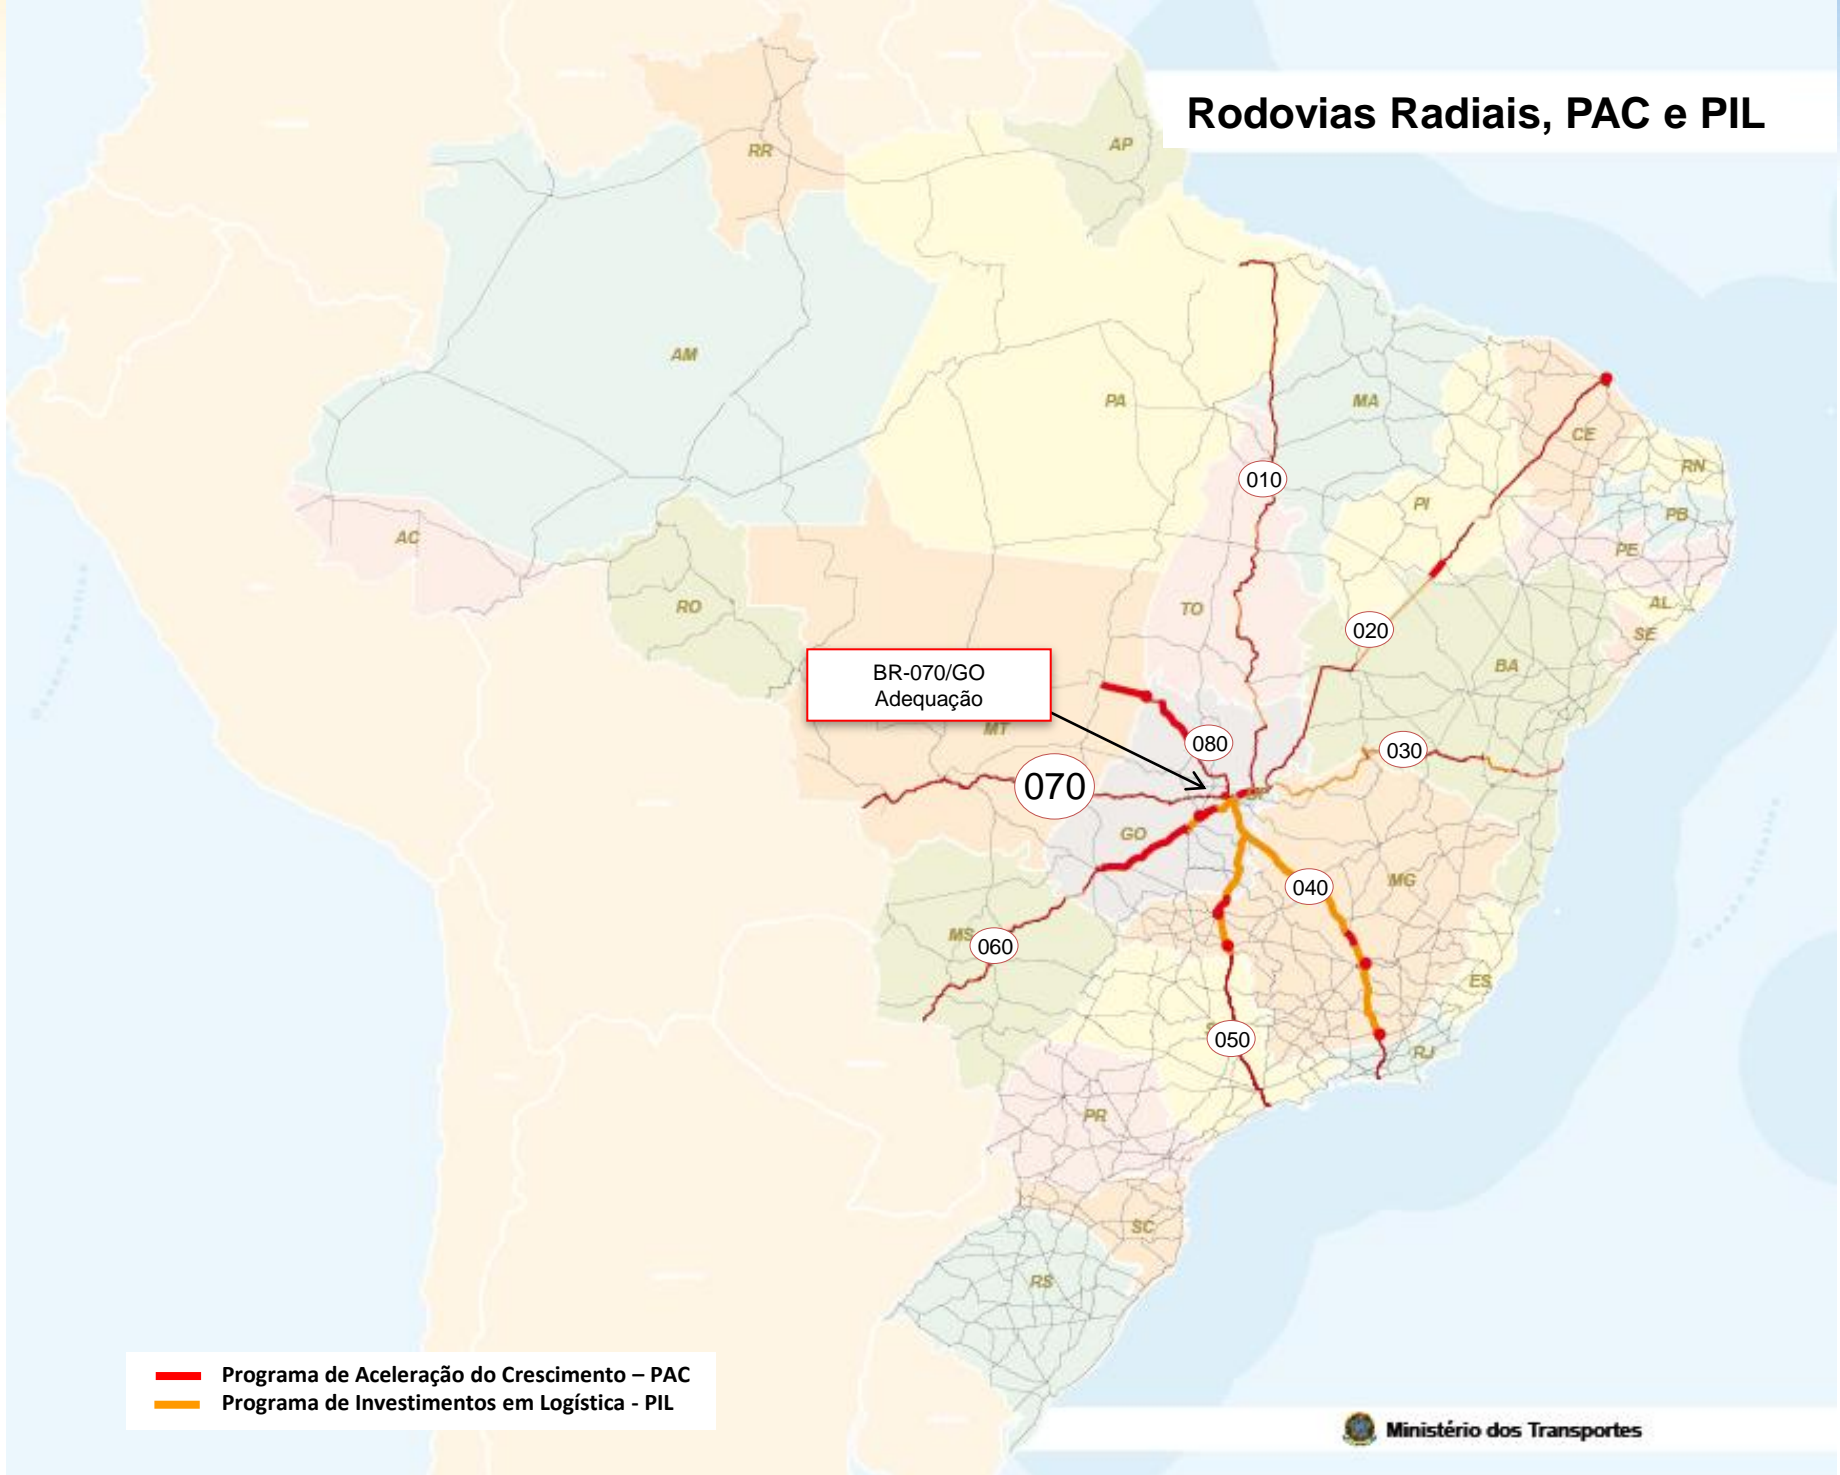 Rodovias Radiais, PAC e PIL
RR
AP
AM
PA
MA
CE
RN
010
PI
PB
AC
PE
RO
TO
AL
020
SE
BR-070/GO
Adequação
BA
MT
080
030
070
GO
040
MG
MS
060
ES
050
RJ
PR
SC
RS
Programa de Aceleração do Crescimento – PAC
Programa de Investimentos em Logística - PIL
Ministério dos Transportes